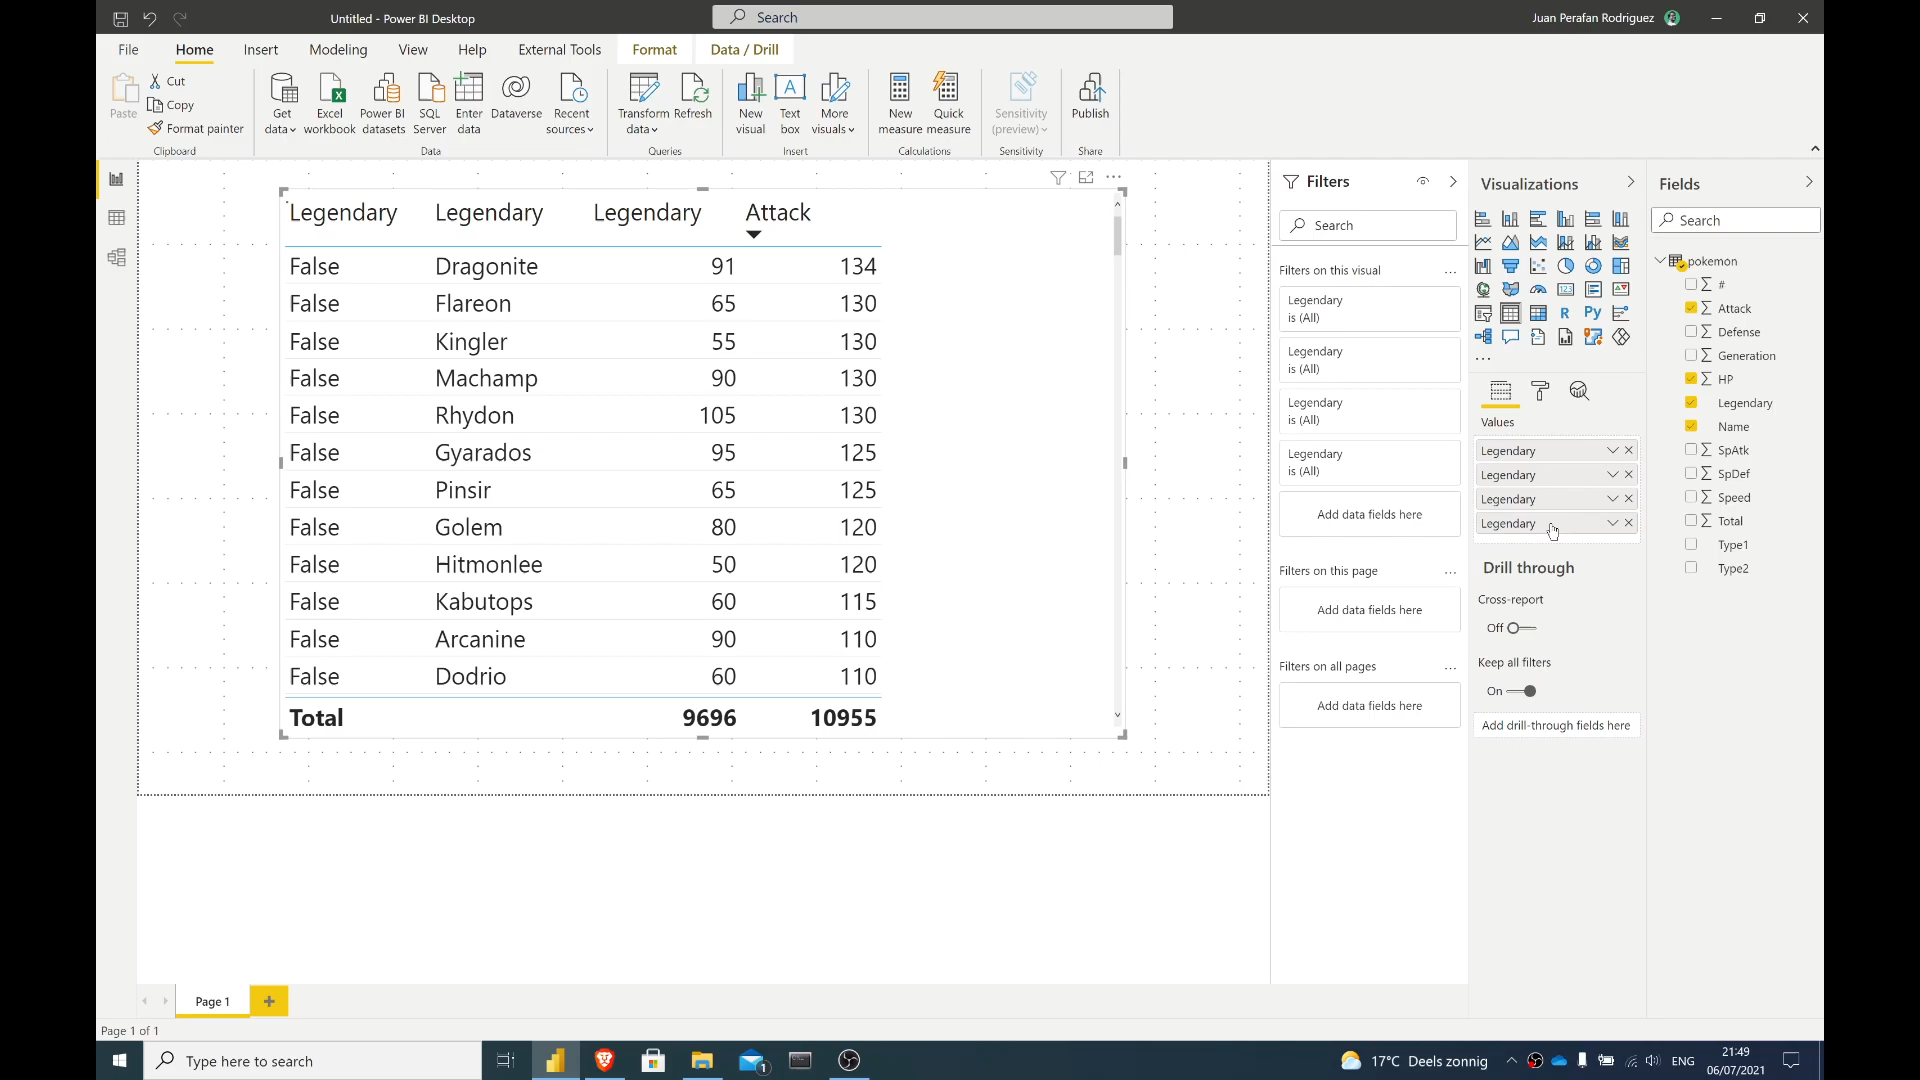 Untitled - Power BI Desktop
Search
Juan Perafan Rodriguez
File
Home
Insert
Modeling
View
Help
External Tools
Format
Data / Drill
Paste
Cut
Copy
Format painter
Clipboard
Get data
Excel workbook
Power BI datasets
SQL Server
Enter data
Dataverse
Recent sources
Data
Transform data
Refresh
Queries
New visual
Text box
More visuals
Insert
New measure
Quick measure
Calculations
Sensitivity (preview)
Sensitivity
Publish
Share
Legendary Legendary Legendary Attack
False Dragonite 91 134
False Flareon 65 130
False Kingler 55 130
False Machamp 90 130
False Rhydon 105 130
False Gyarados 95 125
False Pinsir 65 125
False Golem 80 120
False Hitmonlee 50 120
False Kabutops 60 115
False Arcanine 90 110
False Dodrio 60 110
Total 9696 10955
Filters
Search
Filters on this visual ...
Legendary
is (All)
Legendary
is (All)
Legendary
is (All)
Legendary
is (All)
Add data fields here
Filters on this page ...
Add data fields here
Filters on all pages ...
Add data fields here
Visualizations
123
R
Py
...
Values
Legendary
Legendary
Legendary
Legendary
Drill through
Cross-report
Off
Keep all filters
On
Add drill-through fields here
Fields
Search
pokemon
∑ #
∑ Attack
∑ Defense
∑ Generation
∑ HP
Legendary
Name
∑ SpAtk
∑ SpDef
∑ Speed
∑ Total
Type1
Type2
Page 1
+
Page 1 of 1
Type here to search
1
17°C Deels zonnig
ENG
21:49
06/07/2021